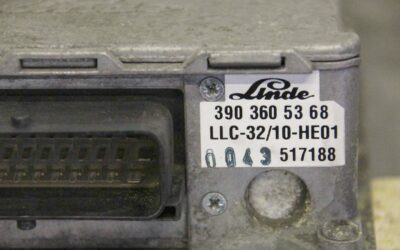 Linde
390 360 53 68
LLC-32/10-HE01
0043 517188